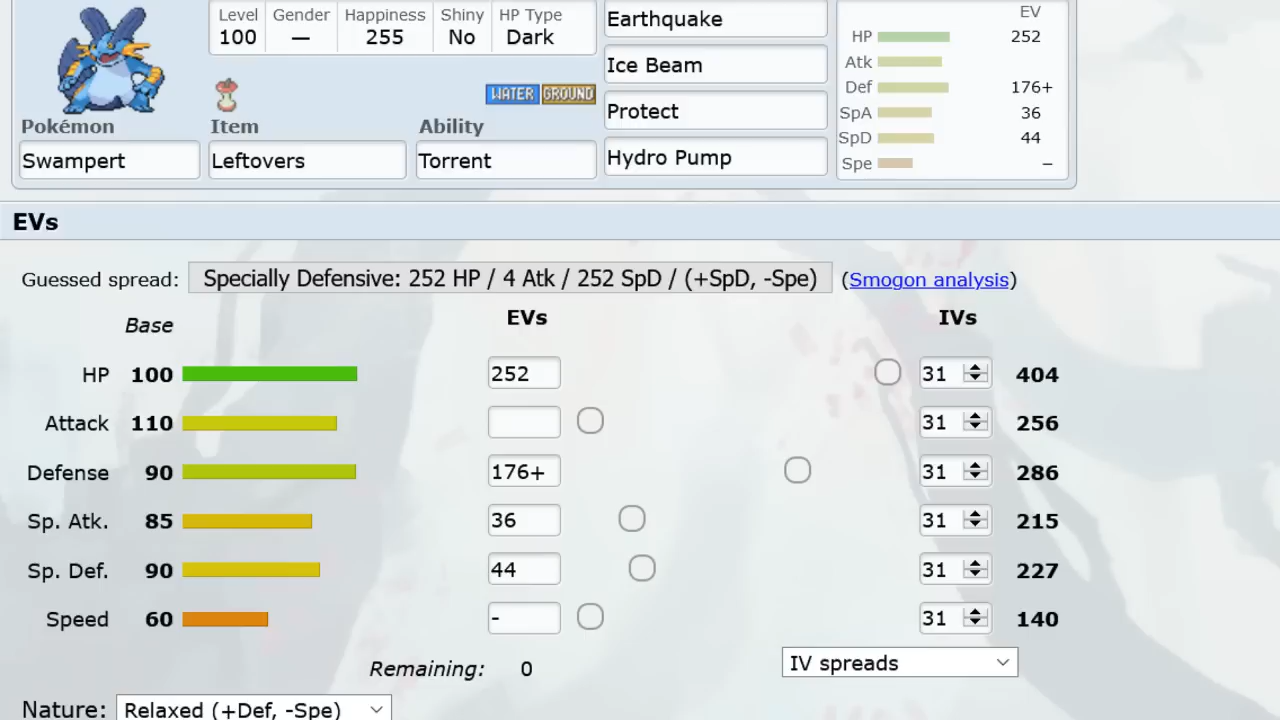 Level Gender Happiness Shiny HP Type
100 — 255 No Dark
WATER GROUND
Pokémon Item Ability
Swampert Leftovers Torrent
Earthquake
Ice Beam
Protect
Hydro Pump
EV
HP 252
Atk
Def 176+
SpA 36
SpD 44
Spe –
EVs
Guessed spread: Specially Defensive: 252 HP / 4 Atk / 252 SpD / (+SpD, -Spe) (Smogon analysis)
Base EVs IVs
HP 100 252 31 404
Attack 110 31 256
Defense 90 176+ 31 286
Sp. Atk. 85 36 31 215
Sp. Def. 90 44 31 227
Speed 60 - 31 140
Remaining: 0 IV spreads
Nature: Relaxed (+Def, -Spe)